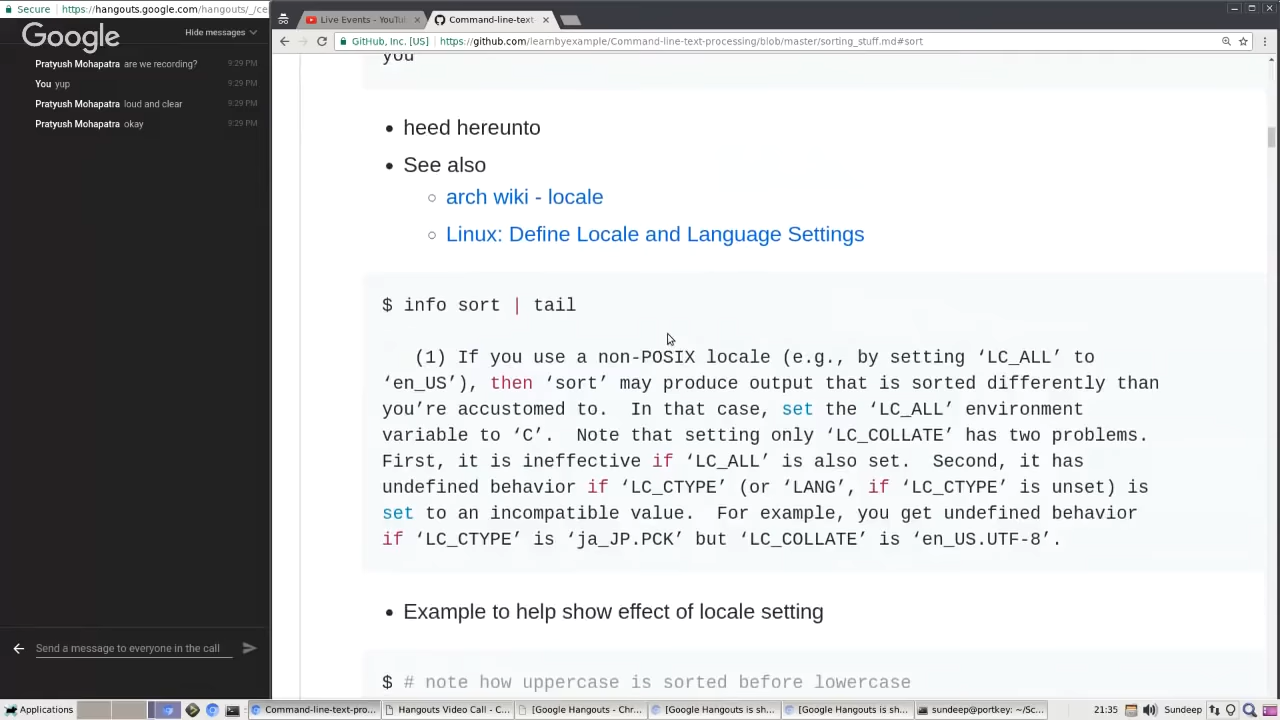 Secure https://hangouts.google.com/hangouts/_/ce
Google
Hide messages
Pratyush Mohapatra are we recording? 9:29 PM
You yup 9:29 PM
Pratyush Mohapatra loud and clear 9:29 PM
Pratyush Mohapatra okay 9:29 PM
Send a message to everyone in the call
Live Events - YouTu
Command-line-text-
GitHub, Inc. [US] https://github.com/learnbyexample/Command-line-text-processing/blob/master/sorting_stuff.md#sort
you
heed hereunto
See also
arch wiki - locale
Linux: Define Locale and Language Settings
$ info sort | tail
(1) If you use a non-POSIX locale (e.g., by setting ‘LC_ALL’ to
‘en_US’), then ‘sort’ may produce output that is sorted differently than
you’re accustomed to.  In that case, set the ‘LC_ALL’ environment
variable to ‘C’.  Note that setting only ‘LC_COLLATE’ has two problems.
First, it is ineffective if ‘LC_ALL’ is also set.  Second, it has
undefined behavior if ‘LC_CTYPE’ (or ‘LANG’, if ‘LC_CTYPE’ is unset) is
set to an incompatible value.  For example, you get undefined behavior
if ‘LC_CTYPE’ is ‘ja_JP.PCK’ but ‘LC_COLLATE’ is ‘en_US.UTF-8’.
Example to help show effect of locale setting
$ # note how uppercase is sorted before lowercase
Applications Command-line-text-pro... Hangouts Video Call - C... [Google Hangouts - Chr... [Google Hangouts is sh... [Google Hangouts is sh... sundeep@portkey: ~/Sc... 21:35 Sundeep